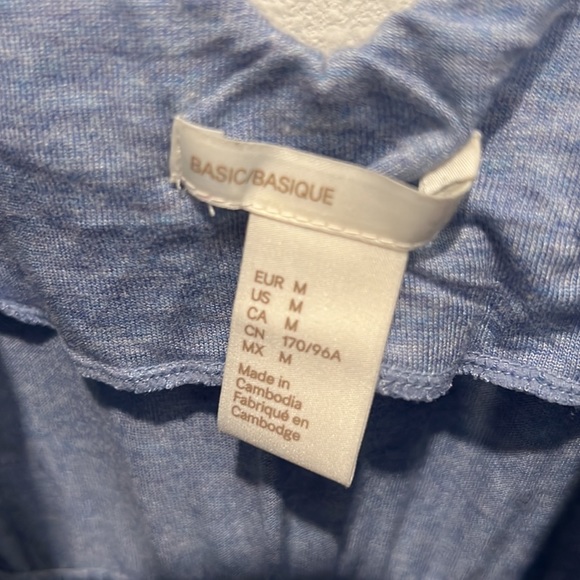 BASIC/BASIQUE
EUR M
US M
CA M
CN 170/96A
MX M
Made in
Cambodia
Fabriqué en
Cambodge